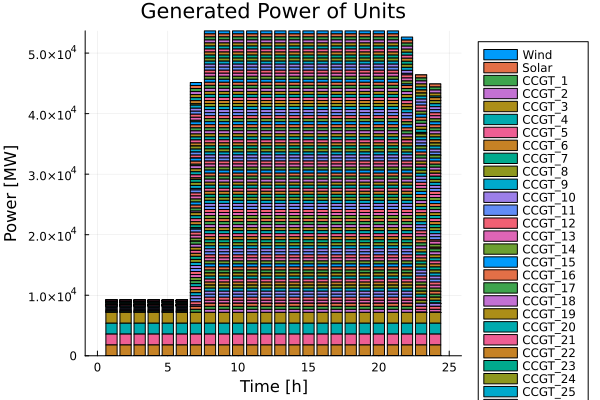 Generated Power of Units
5.0×10⁴
4.0×10⁴
3.0×10⁴
2.0×10⁴
1.0×10⁴
0
Power [MW]
0 5 10 15 20 25
Time [h]
Wind
Solar
CCGT_1
CCGT_2
CCGT_3
CCGT_4
CCGT_5
CCGT_6
CCGT_7
CCGT_8
CCGT_9
CCGT_10
CCGT_11
CCGT_12
CCGT_13
CCGT_14
CCGT_15
CCGT_16
CCGT_17
CCGT_18
CCGT_19
CCGT_20
CCGT_21
CCGT_22
CCGT_23
CCGT_24
CCGT_25